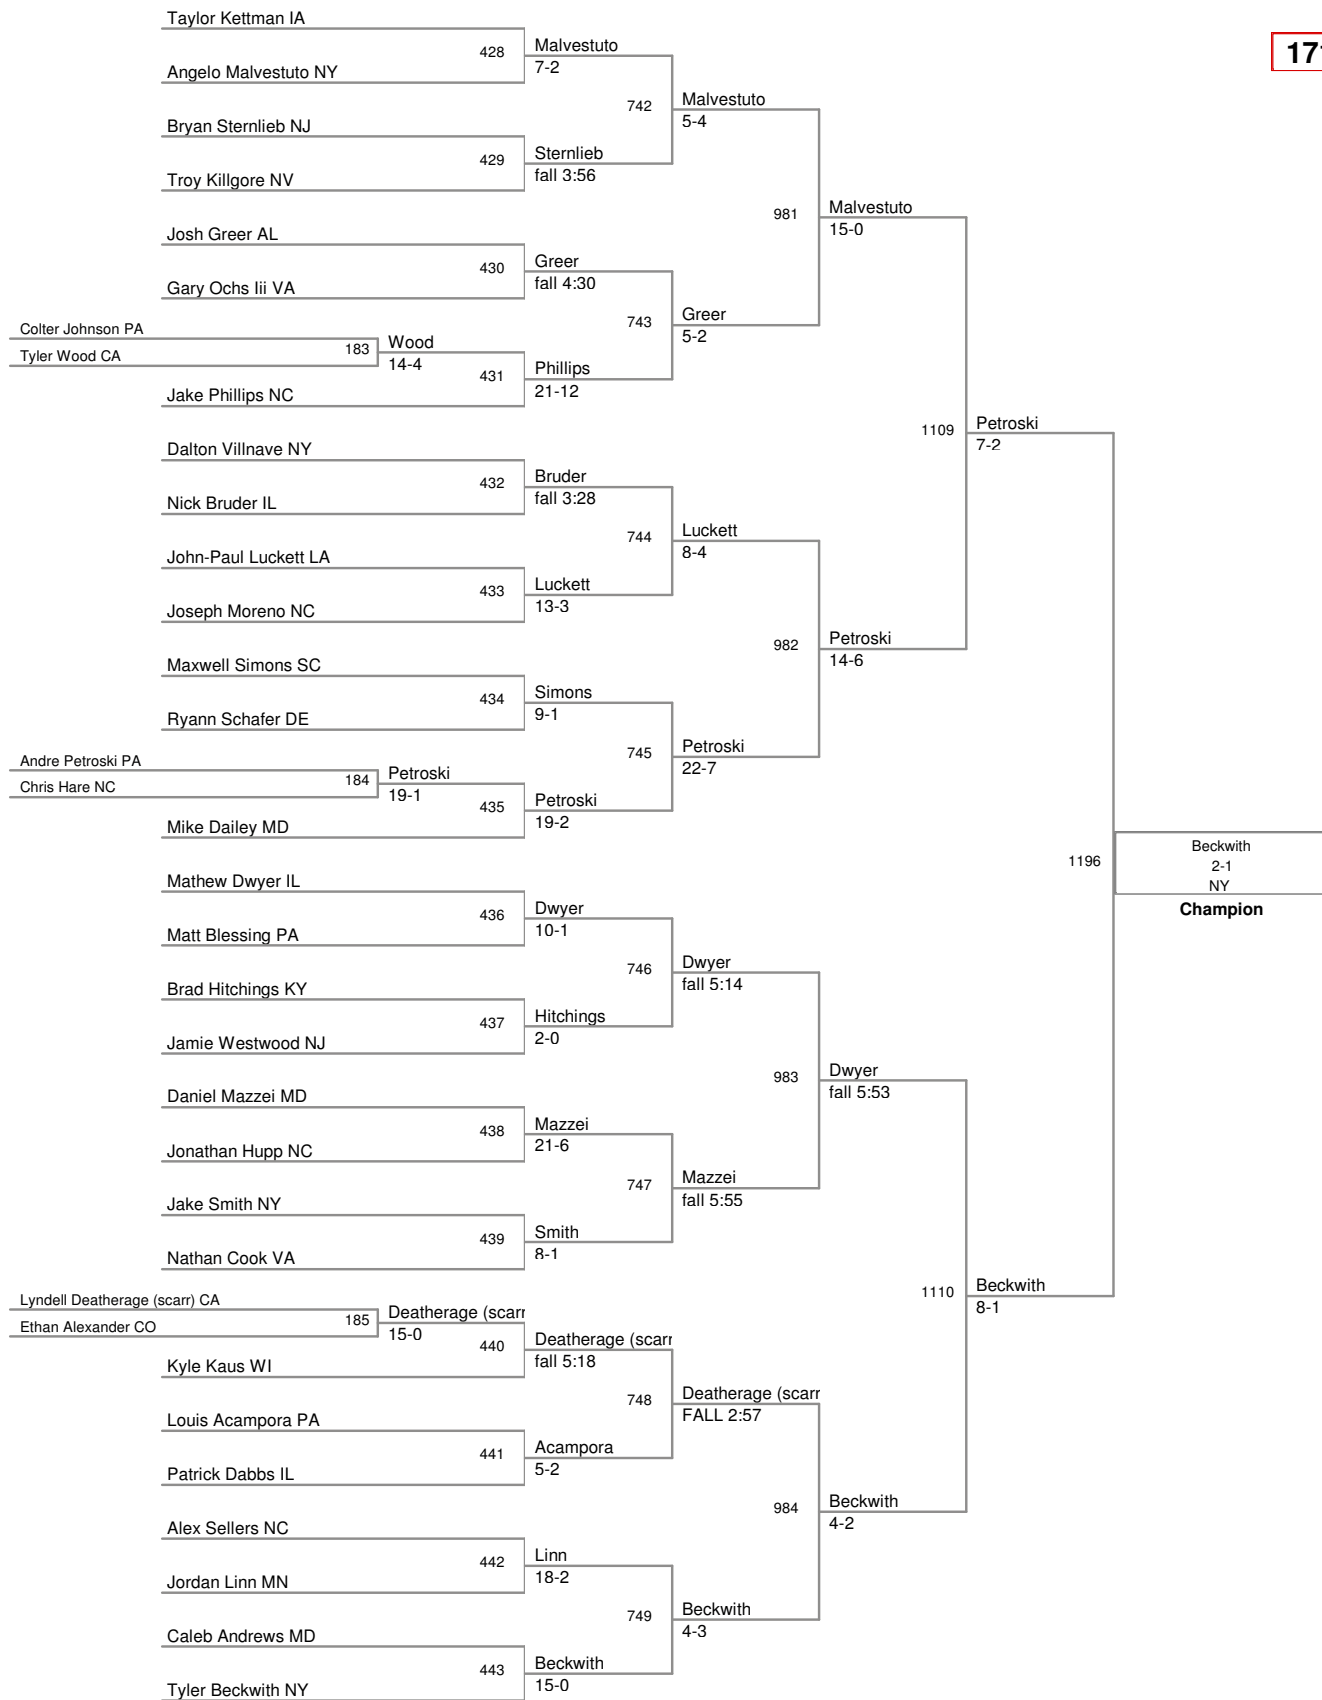 Taylor Kettman IA
171
428
Malvestuto
7-2
Angelo Malvestuto NY
742
Malvestuto
5-4
Bryan Sternlieb NJ
429
Sternlieb
fall 3:56
Troy Killgore NV
981
Malvestuto
15-0
Josh Greer AL
430
Greer
fall 4:30
Gary Ochs Iii VA
743
Greer
5-2
Colter Johnson PA
183
Wood
14-4
Tyler Wood CA
431
Phillips
21-12
Jake Phillips NC
1109
Petroski
7-2
Dalton Villnave NY
432
Bruder
fall 3:28
Nick Bruder IL
744
Luckett
8-4
John-Paul Luckett LA
433
Luckett
13-3
Joseph Moreno NC
982
Petroski
14-6
Maxwell Simons SC
434
Simons
9-1
Ryann Schafer DE
745
Petroski
22-7
Andre Petroski PA
184
Petroski
19-1
Chris Hare NC
435
Petroski
19-2
Mike Dailey MD
1196
Beckwith
2-1
NY
Champion
Mathew Dwyer IL
436
Dwyer
10-1
Matt Blessing PA
746
Dwyer
fall 5:14
Brad Hitchings KY
437
Hitchings
2-0
Jamie Westwood NJ
983
Dwyer
fall 5:53
Daniel Mazzei MD
438
Mazzei
21-6
Jonathan Hupp NC
747
Mazzei
fall 5:55
Jake Smith NY
439
Smith
8-1
Nathan Cook VA
1110
Beckwith
8-1
Lyndell Deatherage (scarr) CA
185
Deatherage (scarr
15-0
Ethan Alexander CO
440
Deatherage (scarr
fall 5:18
Kyle Kaus WI
748
Deatherage (scarr
FALL 2:57
Louis Acampora PA
441
Acampora
5-2
Patrick Dabbs IL
984
Beckwith
4-2
Alex Sellers NC
442
Linn
18-2
Jordan Linn MN
749
Beckwith
4-3
Caleb Andrews MD
443
Beckwith
15-0
Tyler Beckwith NY